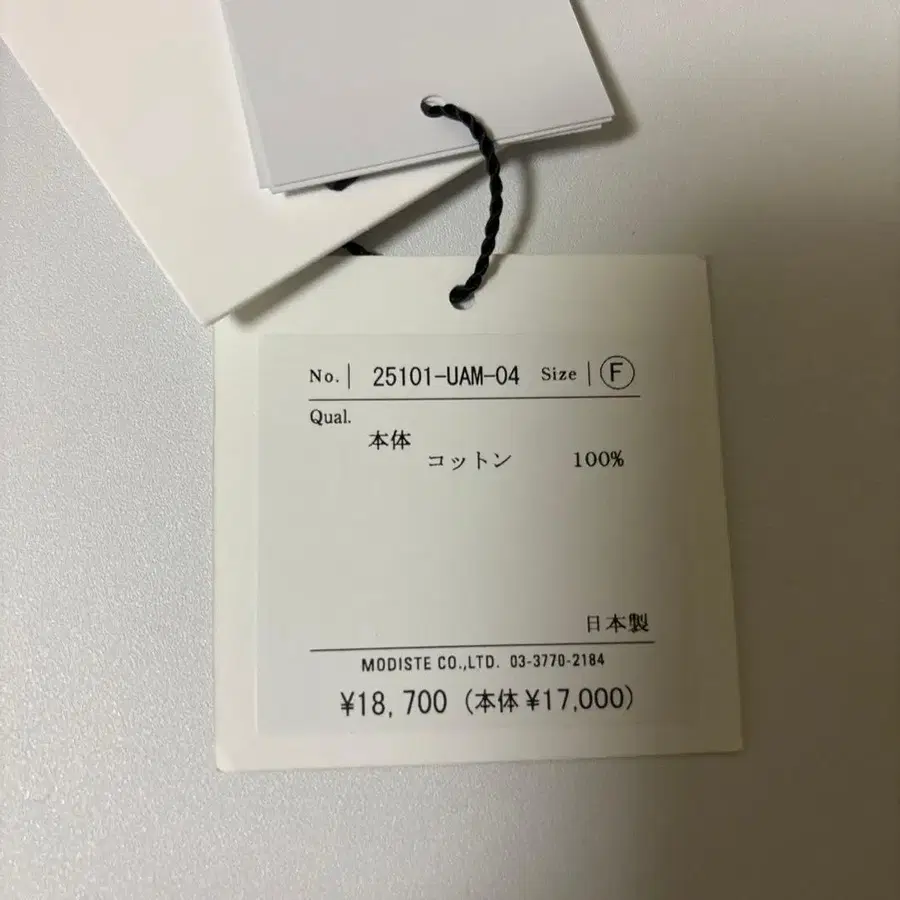 No. 25101-UAM-04 Size Ⓕ
Qual.
本体
コットン 100%
日本製
MODISTE CO.,LTD. 03-3770-2184
¥18,700 (本体¥17,000)